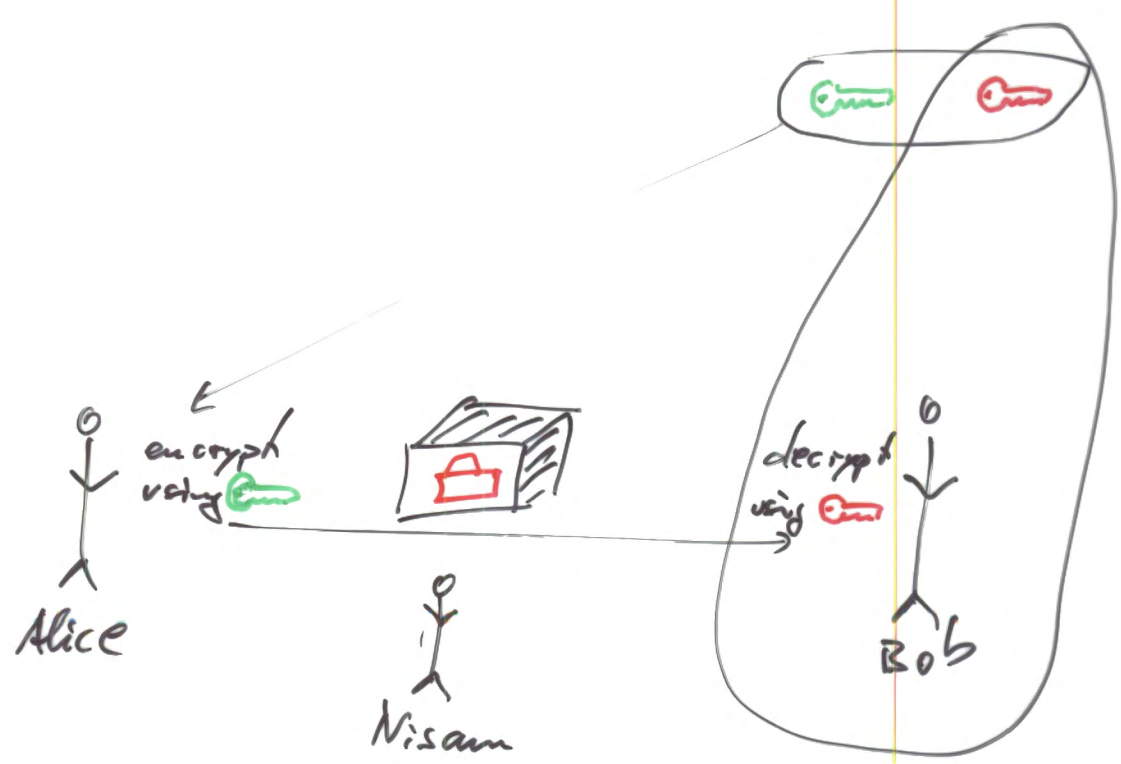 encrypt
using
decrypt
using
Alice
Bob
Nisam